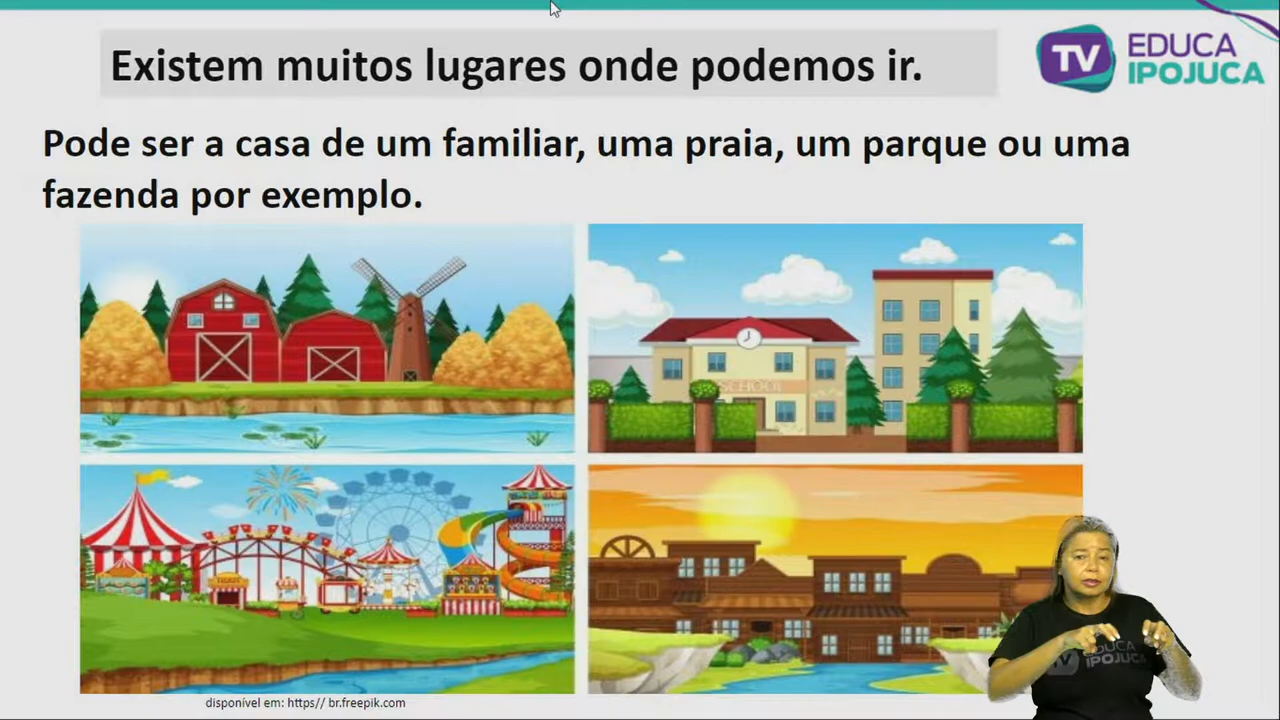 Existem muitos lugares onde podemos ir.
TV EDUCA
IPOJUCA
Pode ser a casa de um familiar, uma praia, um parque ou uma
fazenda por exemplo.
SCHOOL
disponível em: https// br.freepik.com
TV EDUCA
IPOJUCA